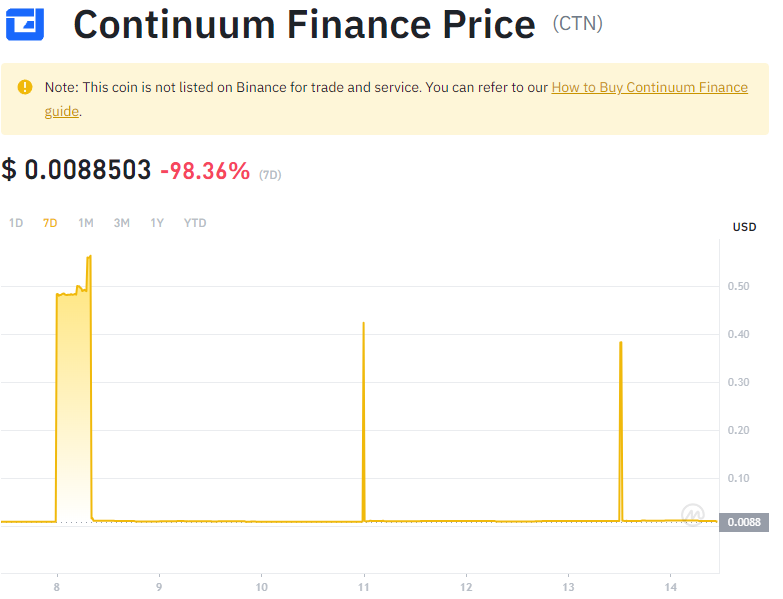 Continuum Finance Price (CTN)
Note: This coin is not listed on Binance for trade and service. You can refer to our How to Buy Continuum Finance
guide.
$ 0.0088503 -98.36% (7D)
1D 7D 1M 3M 1Y YTD
USD
0.50
0.40
0.30
0.20
0.10
0.0088
8 9 10 11 12 13 14